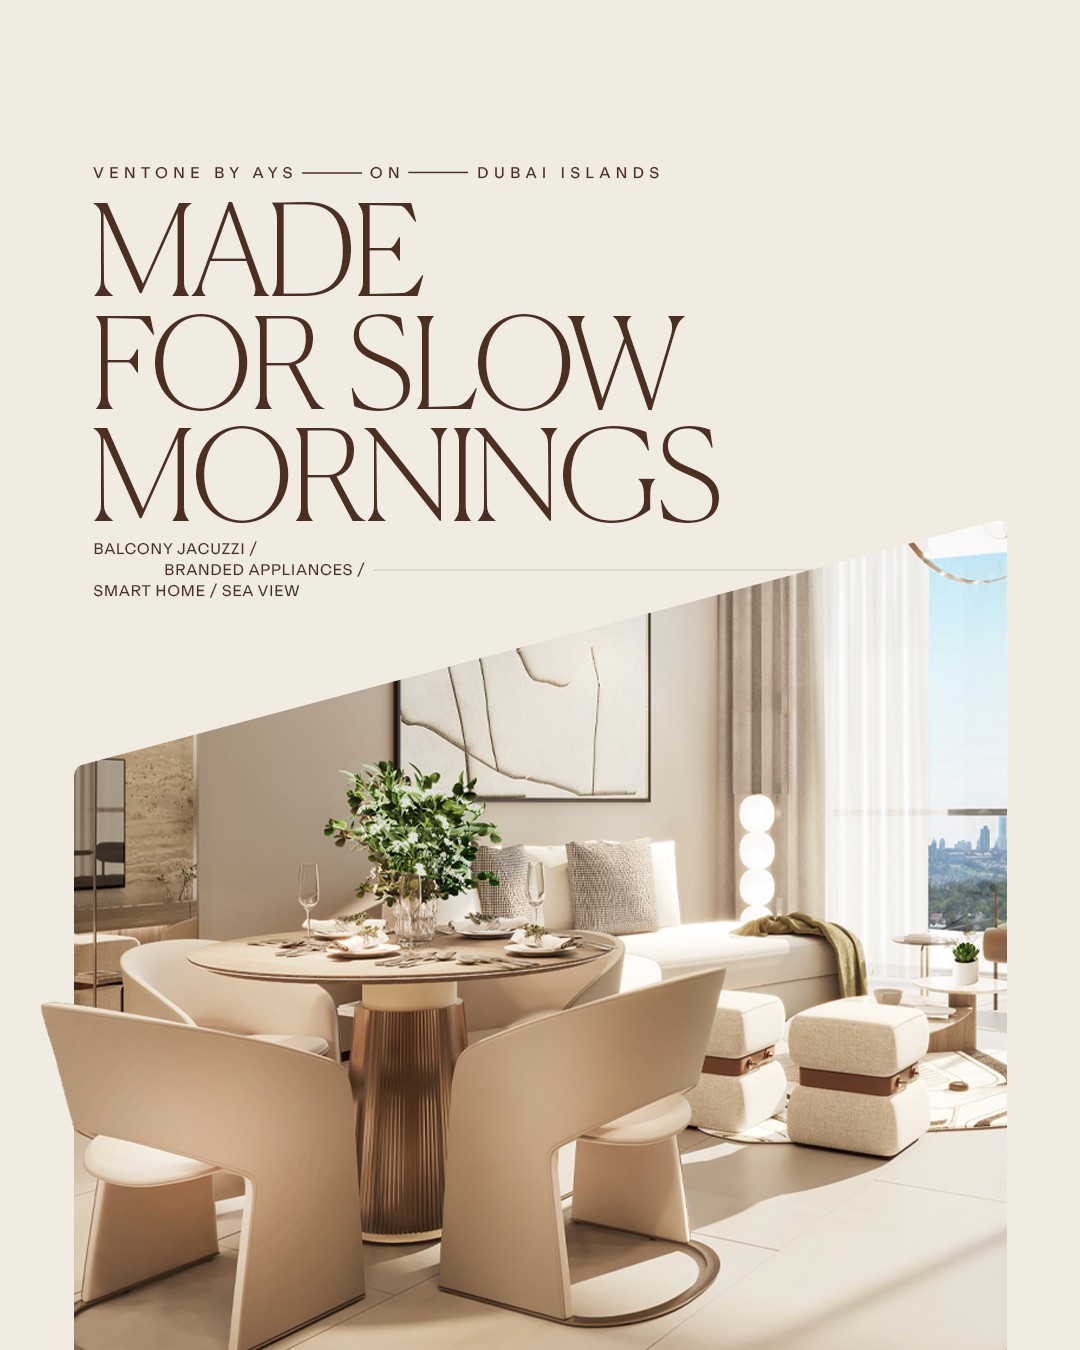 VENTONE BY AYS ON DUBAI ISLANDS
MADE
FOR SLOW
MORNINGS
BALCONY JACUZZI /
BRANDED APPLIANCES /
SMART HOME / SEA VIEW